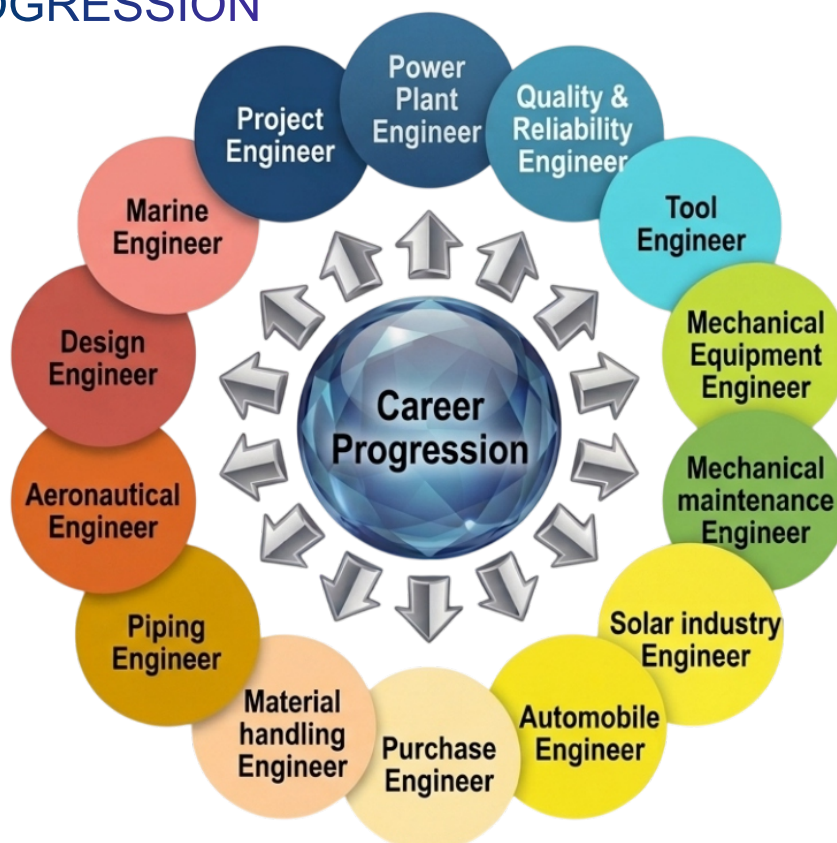 OGRESSION
Power
Plant
Engineer
Quality &
Reliability
Engineer
Tool
Engineer
Mechanical
Equipment
Engineer
Mechanical
maintenance
Engineer
Solar industry
Engineer
Automobile
Engineer
Purchase
Engineer
Material
handling
Engineer
Piping
Engineer
Aeronautical
Engineer
Design
Engineer
Marine
Engineer
Project
Engineer
Career
Progression